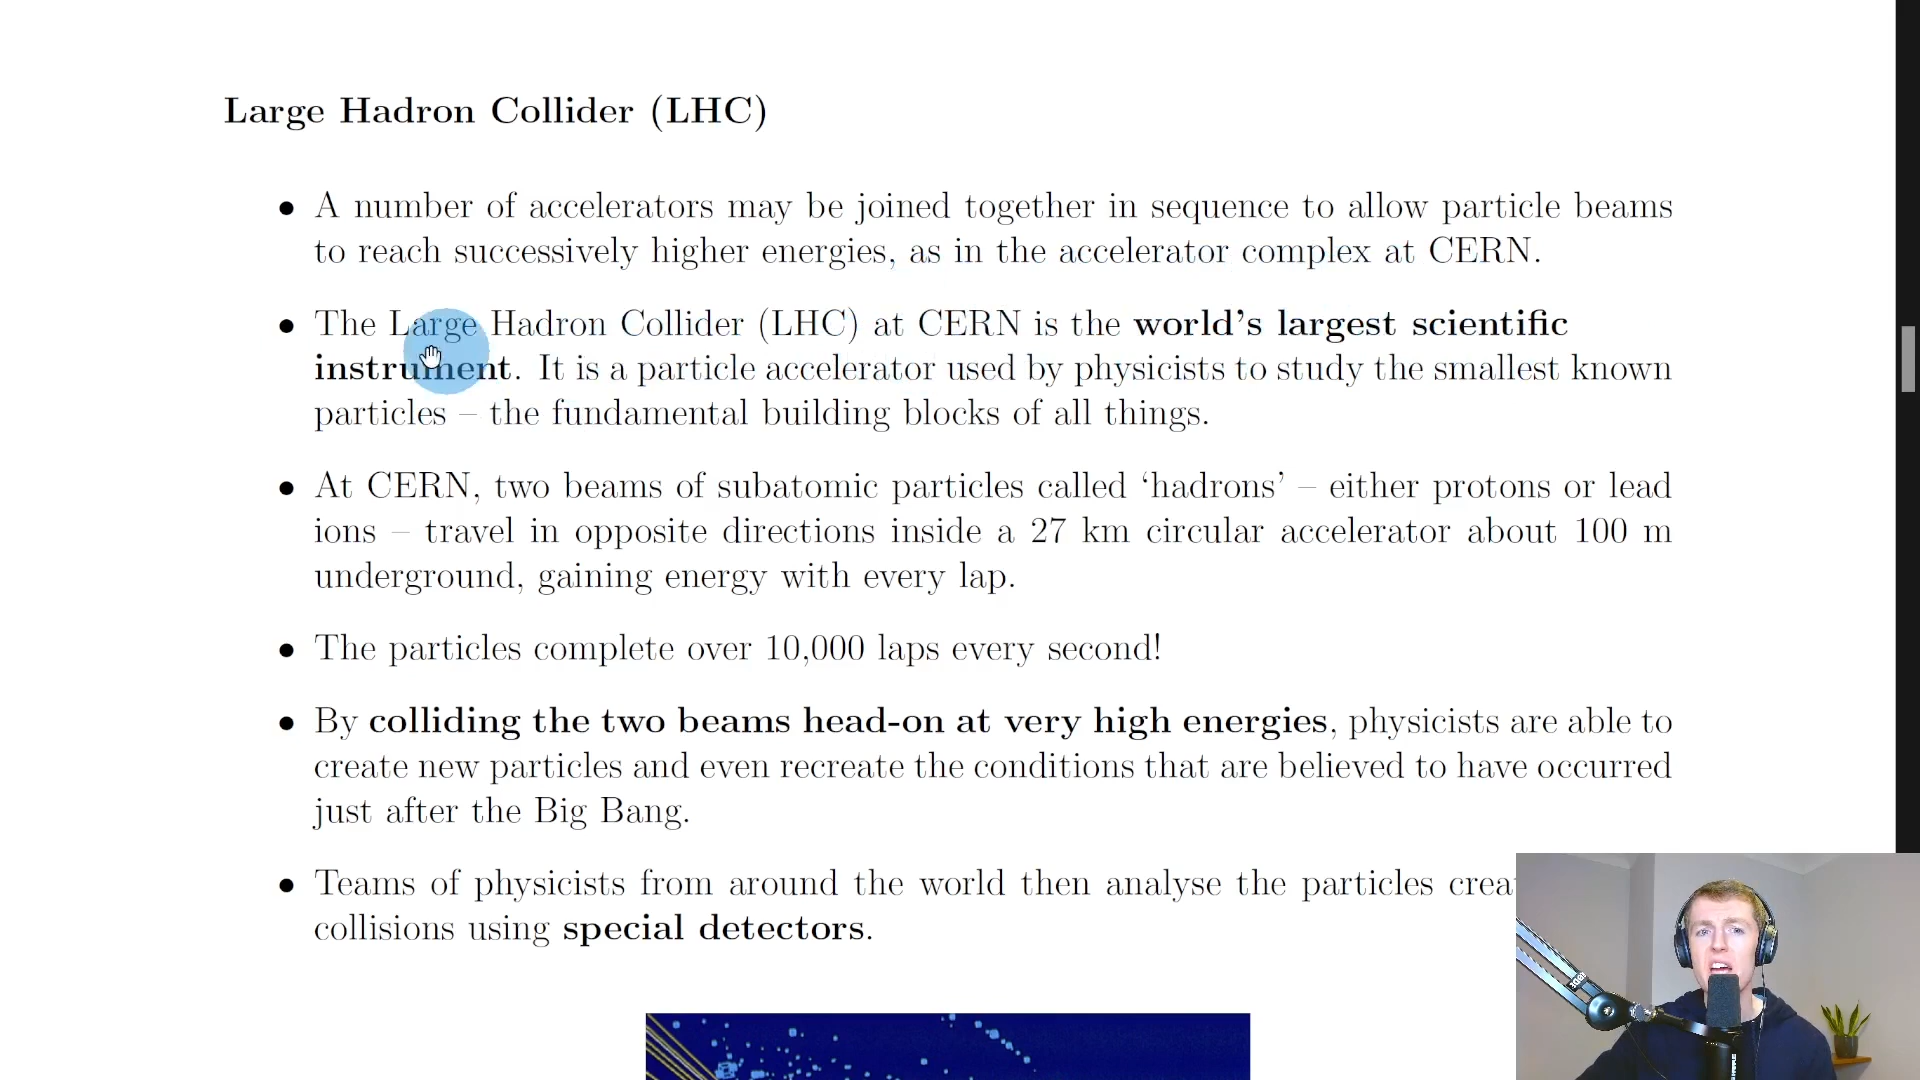 Large Hadron Collider (LHC)
• A number of accelerators may be joined together in sequence to allow particle beams
to reach successively higher energies, as in the accelerator complex at CERN.
• The Large Hadron Collider (LHC) at CERN is the world's largest scientific
instrument. It is a particle accelerator used by physicists to study the smallest known
particles – the fundamental building blocks of all things.
• At CERN, two beams of subatomic particles called ‘hadrons’ – either protons or lead
ions – travel in opposite directions inside a 27 km circular accelerator about 100 m
underground, gaining energy with every lap.
• The particles complete over 10,000 laps every second!
• By colliding the two beams head-on at very high energies, physicists are able to
create new particles and even recreate the conditions that are believed to have occurred
just after the Big Bang.
• Teams of physicists from around the world then analyse the particles
collisions using special detectors.
RODE